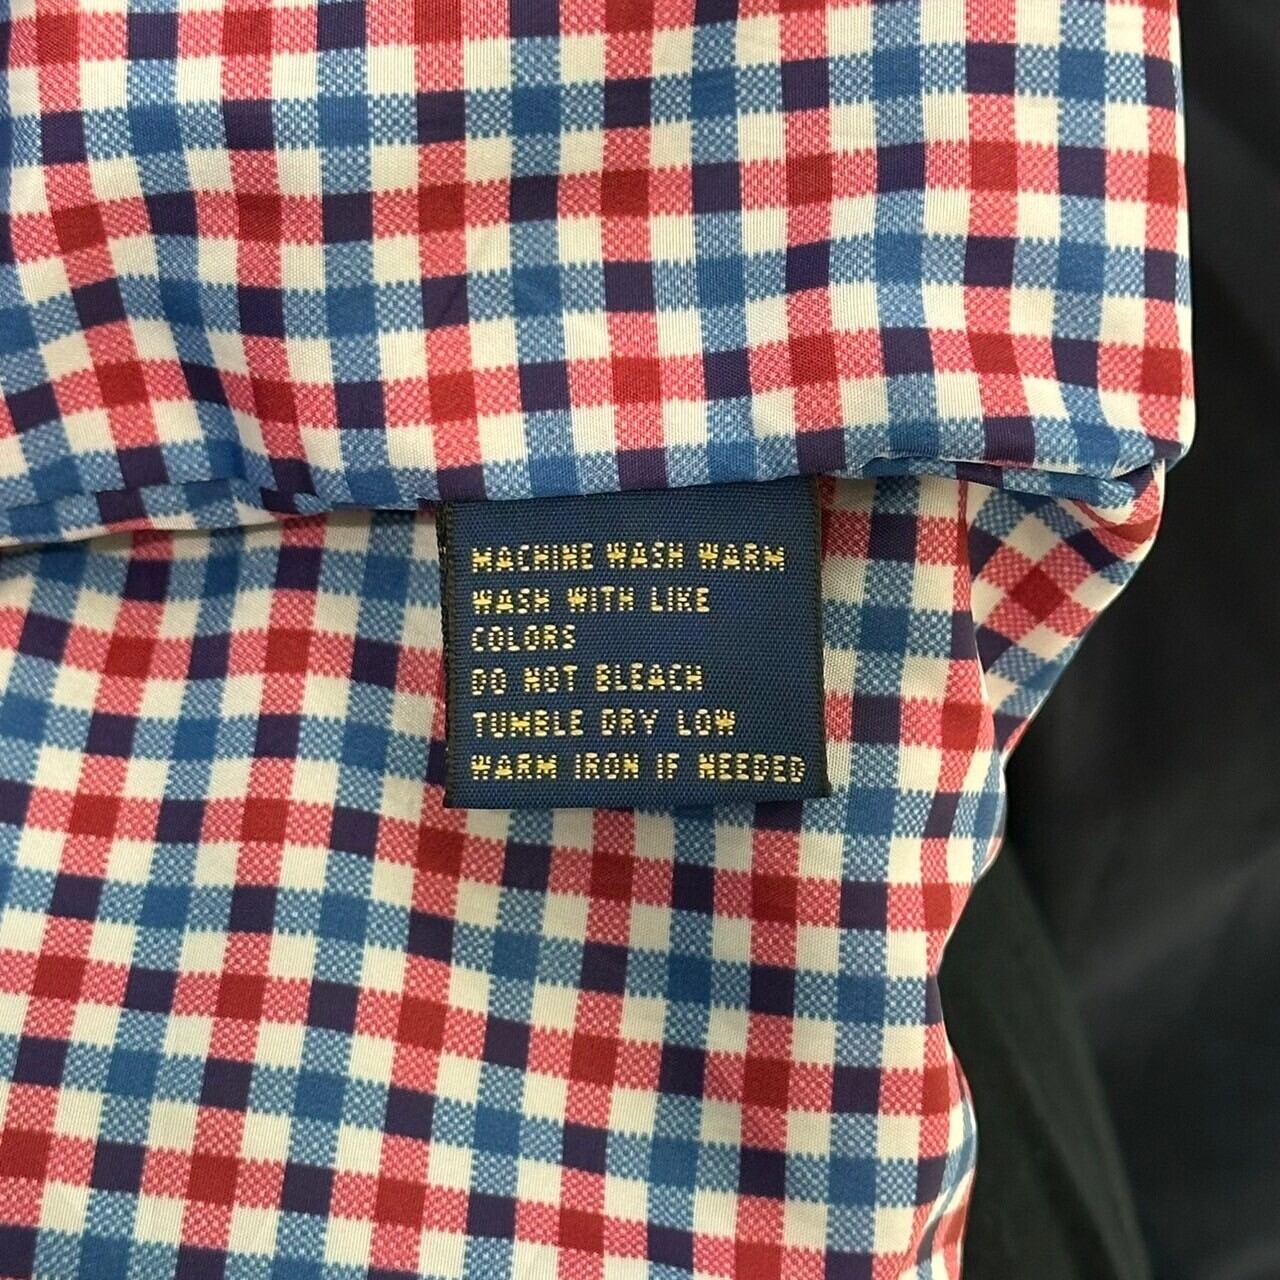 MACHINE WASH WARM
WASH WITH LIKE
COLORS
DO NOT BLEACH
TUMBLE DRY LOW
WARM IRON IF NEEDED